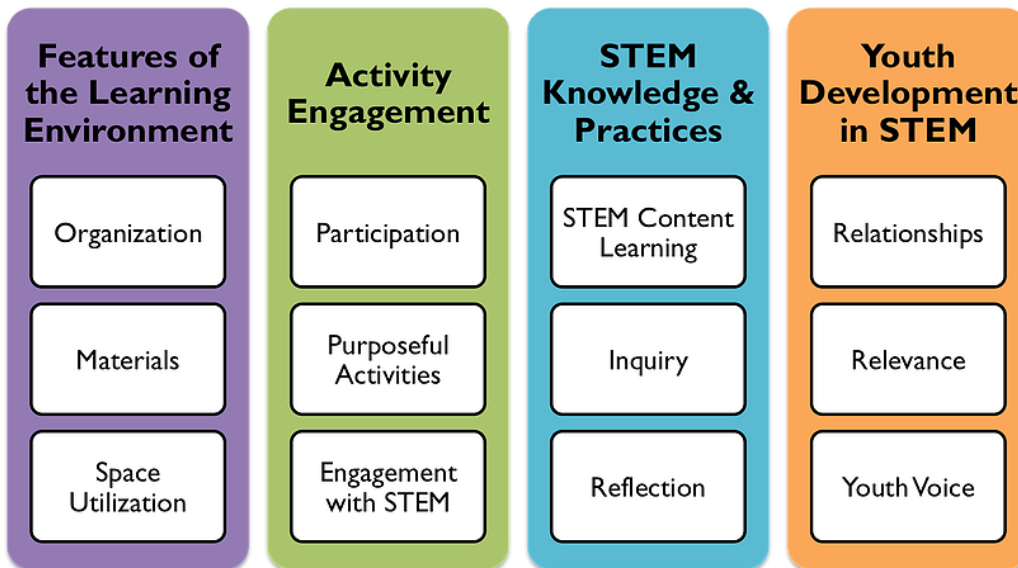 Features of
the Learning
Environment
Organization
Materials
Space
Utilization
Activity
Engagement
Participation
Purposeful
Activities
Engagement
with STEM
STEM
Knowledge &
Practices
STEM Content
Learning
Inquiry
Reflection
Youth
Development
in STEM
Relationships
Relevance
Youth Voice